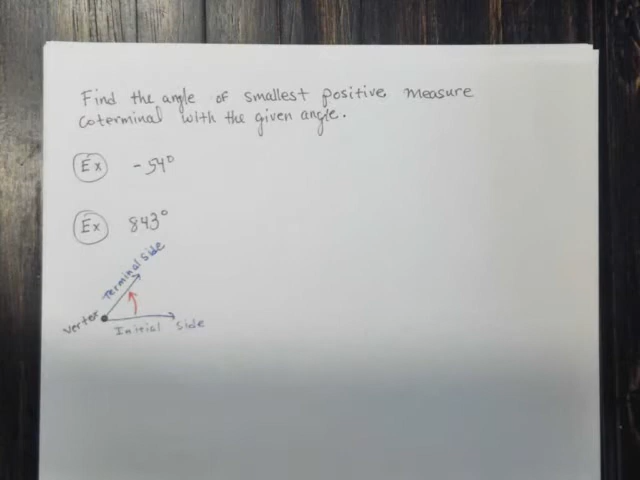 Find the angle of smallest positive measure
coterminal with the given angle.
Ex -54°
Ex 843°
Terminal side
Vertex
Initial side